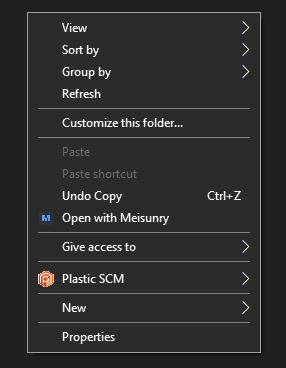 View
Sort by
Group by
Refresh
Customize this folder...
Paste
Paste shortcut
Undo Copy Ctrl+Z
M Open with Meisunry
Give access to
Plastic SCM
New
Properties